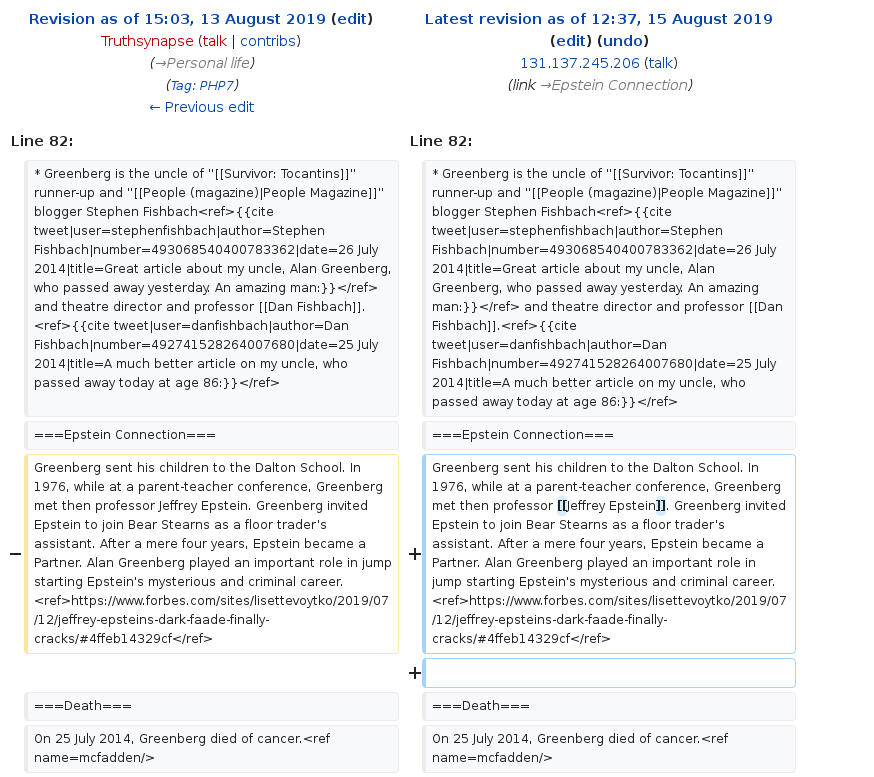 Revision as of 15:03, 13 August 2019 (edit)
Truthsynapse (talk | contribs)
(→Personal life)
(Tag: PHP7)
← Previous edit
Latest revision as of 12:37, 15 August 2019
(edit) (undo)
131.137.245.206 (talk)
(link →Epstein Connection)
Line 82:
* Greenberg is the uncle of "[[Survivor: Tocantins]]"
runner-up and "[[People (magazine)|People Magazine]]"
blogger Stephen Fishbach<ref>{{cite
tweet|user=stephenfishbach|author=Stephen
Fishbach|number=493068540400783362|date=26 July
2014|title=Great article about my uncle, Alan Greenberg,
who passed away yesterday. An amazing man:}}</ref>
and theatre director and professor [[Dan Fishbach]].
<ref>{{cite tweet|user=danfishbach|author=Dan
Fishbach|number=492741528264007680|date=25 July
2014|title=A much better article on my uncle, who
passed away today at age 86:}}</ref>
Line 82:
* Greenberg is the uncle of "[[Survivor: Tocantins]]"
runner-up and "[[People (magazine)|People Magazine]]"
blogger Stephen Fishbach<ref>{{cite
tweet|user=stephenfishbach|author=Stephen
Fishbach|number=493068540400783362|date=26 July
2014|title=Great article about my uncle, Alan
Greenberg, who passed away yesterday. An amazing
man:}}</ref> and theatre director and professor [[Dan
Fishbach]].<ref>{{cite
tweet|user=danfishbach|author=Dan
Fishbach|number=492741528264007680|date=25 July
2014|title=A much better article on my uncle, who
passed away today at age 86:}}</ref>
===Epstein Connection===
===Epstein Connection===
−
Greenberg sent his children to the Dalton School. In
1976, while at a parent-teacher conference, Greenberg
met then professor Jeffrey Epstein. Greenberg invited
Epstein to join Bear Stearns as a floor trader's
assistant. After a mere four years, Epstein became a
Partner. Alan Greenberg played an important role in jump
starting Epstein's mysterious and criminal career.
<ref>https://www.forbes.com/sites/lisettevoytko/2019/07
/12/jeffrey-epsteins-dark-faade-finally-
cracks/#4ffeb14329cf</ref>
+
Greenberg sent his children to the Dalton School. In
1976, while at a parent-teacher conference, Greenberg
met then professor [[Jeffrey Epstein]]. Greenberg invited
Epstein to join Bear Stearns as a floor trader's
assistant. After a mere four years, Epstein became a
Partner. Alan Greenberg played an important role in
jump starting Epstein's mysterious and criminal career.
<ref>https://www.forbes.com/sites/lisettevoytko/2019/07
/12/jeffrey-epsteins-dark-faade-finally-
cracks/#4ffeb14329cf</ref>
+
===Death===
===Death===
On 25 July 2014, Greenberg died of cancer.<ref
name=mcfadden/>
On 25 July 2014, Greenberg died of cancer.<ref
name=mcfadden/>